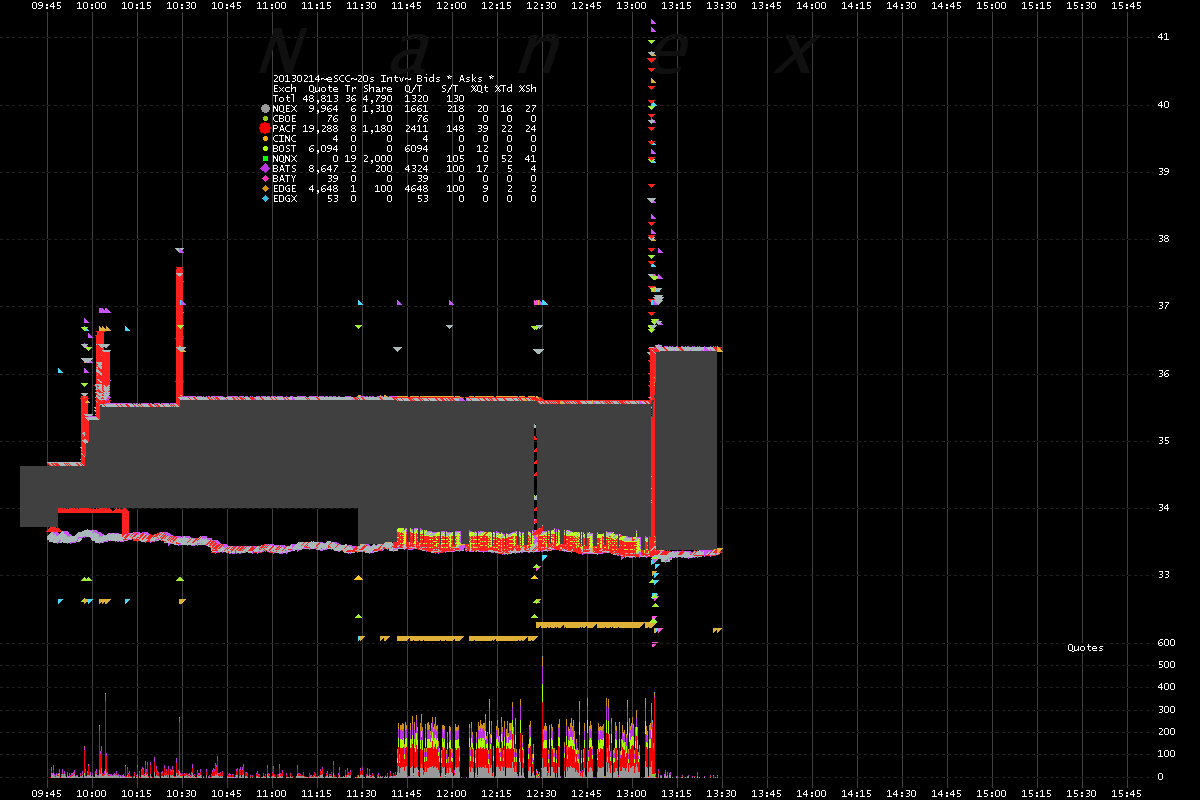 09:45 10:00 10:15 10:30 10:45 11:00 11:15 11:30 11:45 12:00 12:15 12:30 12:45 13:00 13:15 13:30 13:45 14:00 14:15 14:30 14:45 15:00 15:15 15:30 15:45
N a n e x
41
20130214~eSCC~20s Intv~ Bids * Asks *
Exch Quote Tr Share Q/T S/T %Qt %Td %Sh
Totl 48,813 36 4,790 1320 130
NQEX 9,964 6 1,310 1661 218 20 16 27
CBOE 76 0 0 76 0 0 0 0
PACF 19,288 8 1,180 2411 148 39 22 24
CINC 4 0 0 4 0 0 0 0
BOST 6,094 0 0 6094 0 12 0 0
NQNX 0 19 2,000 0 105 0 52 41
BATS 8,647 2 200 4324 100 17 5 4
BATY 39 0 0 39 0 0 0 0
EDGE 4,648 1 100 4648 100 9 2 2
EDGX 53 0 0 53 0 0 0 0
40
39
38
37
36
35
34
33
600
Quotes
500
400
300
200
100
0
09:45 10:00 10:15 10:30 10:45 11:00 11:15 11:30 11:45 12:00 12:15 12:30 12:45 13:00 13:15 13:30 13:45 14:00 14:15 14:30 14:45 15:00 15:15 15:30 15:45